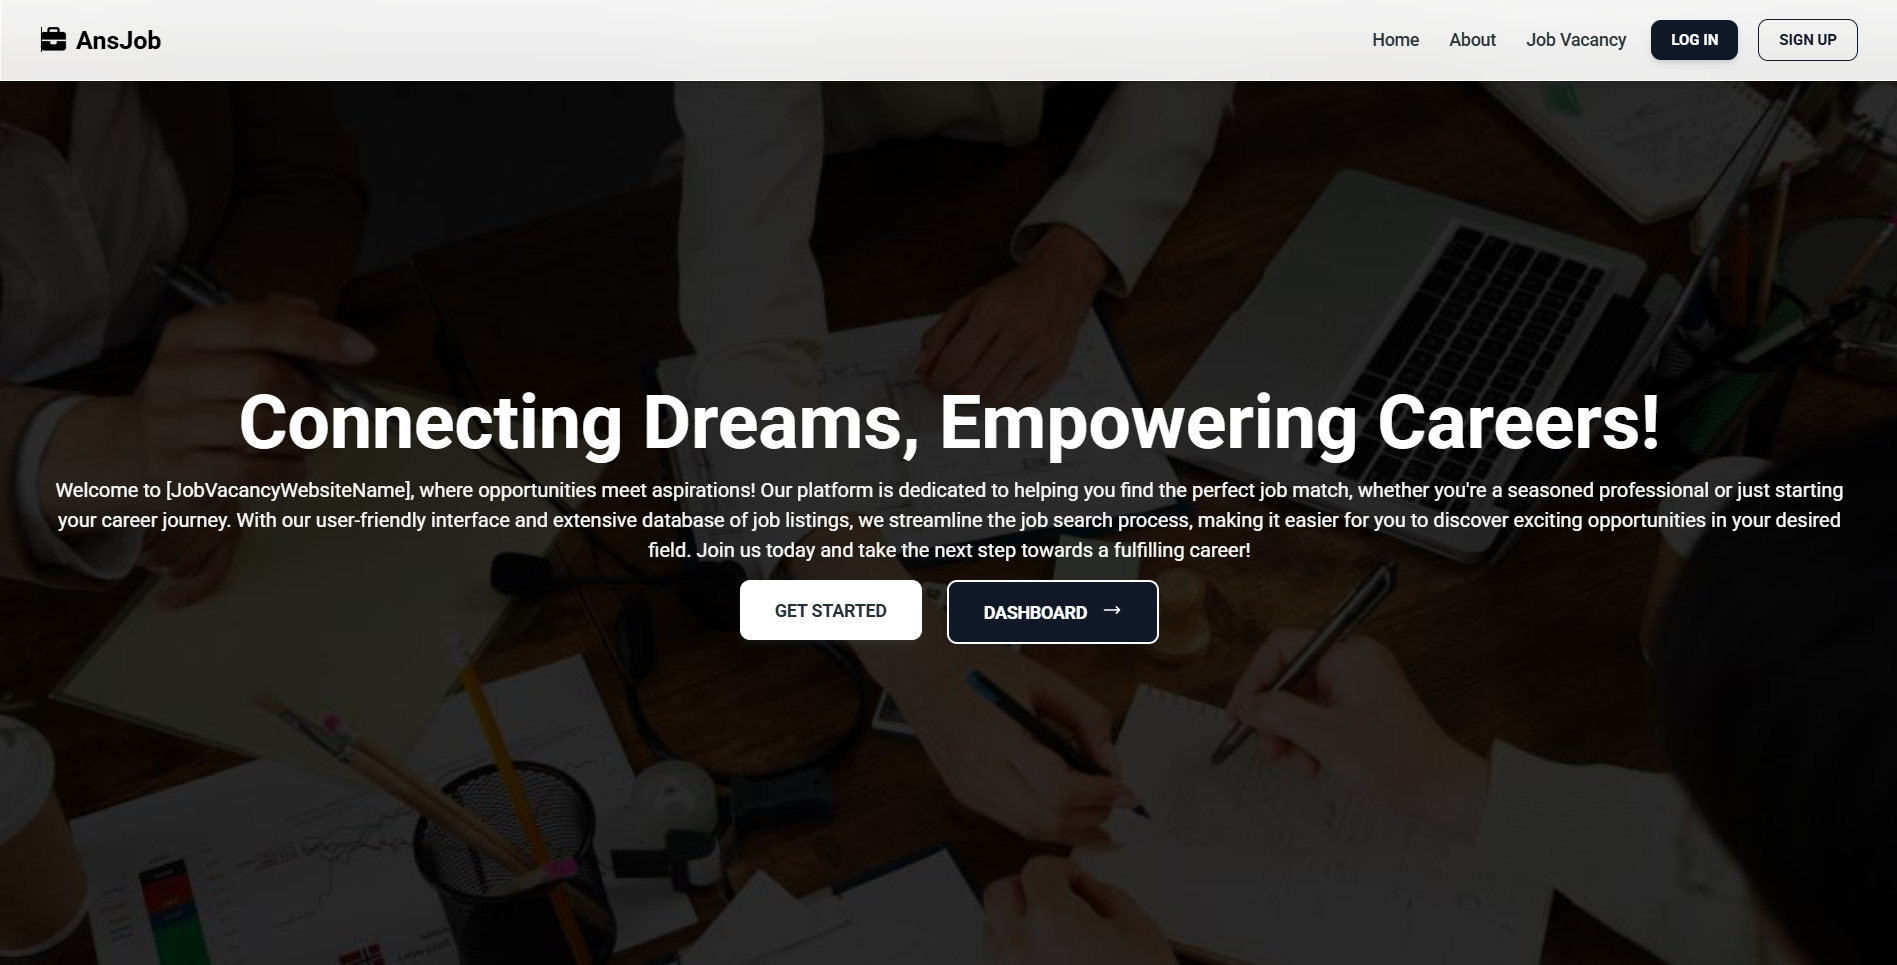 AnsJob
Home
About
Job Vacancy
LOG IN
SIGN UP
Connecting Dreams, Empowering Careers!
Welcome to [JobVacancyWebsiteName], where opportunities meet aspirations! Our platform is dedicated to helping you find the perfect job match, whether you're a seasoned professional or just starting
your career journey. With our user-friendly interface and extensive database of job listings, we streamline the job search process, making it easier for you to discover exciting opportunities in your desired
field. Join us today and take the next step towards a fulfilling career!
GET STARTED
DASHBOARD →